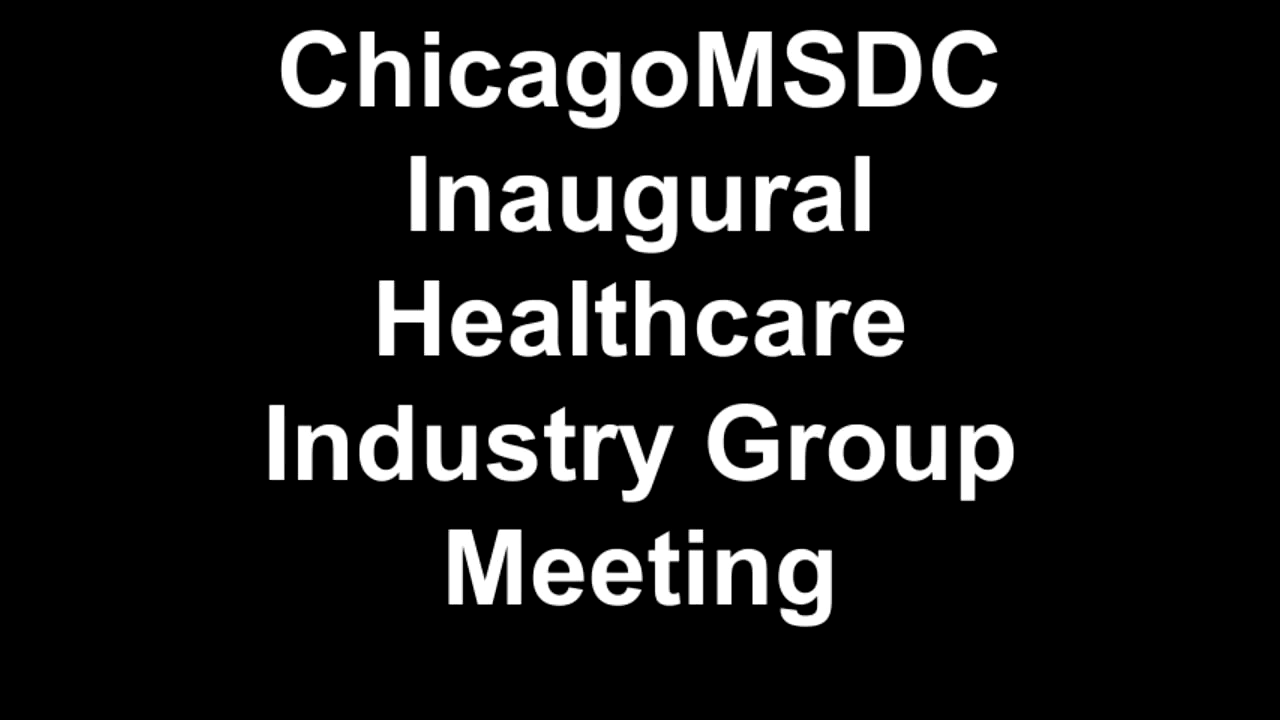 ChicagoMSDC
Inaugural
Healthcare
Industry Group
Meeting